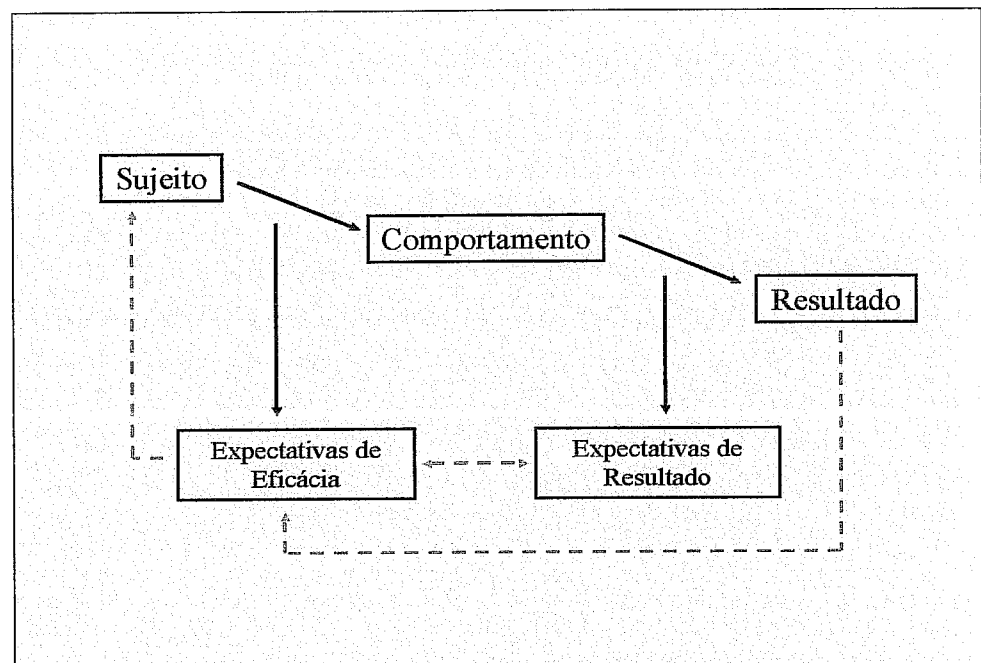 Sujeito
Comportamento
Resultado
Expectativas de
Eficácia
Expectativas de
Resultado